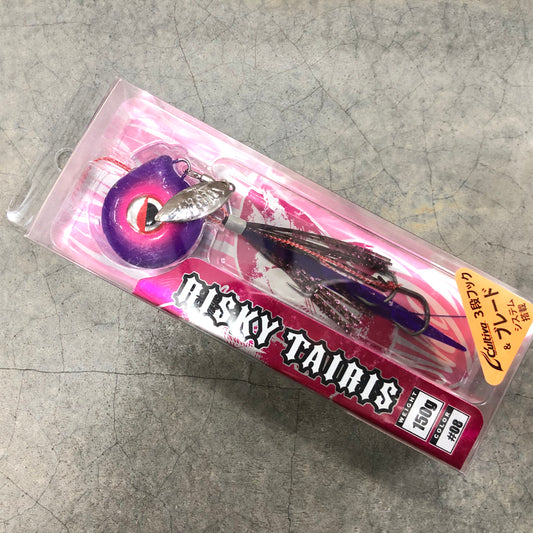 RISKY TAIRIS
WEIGHT
150g
COLOR
#08
Cultiva
3段フック
&ブレード
システム
搭載